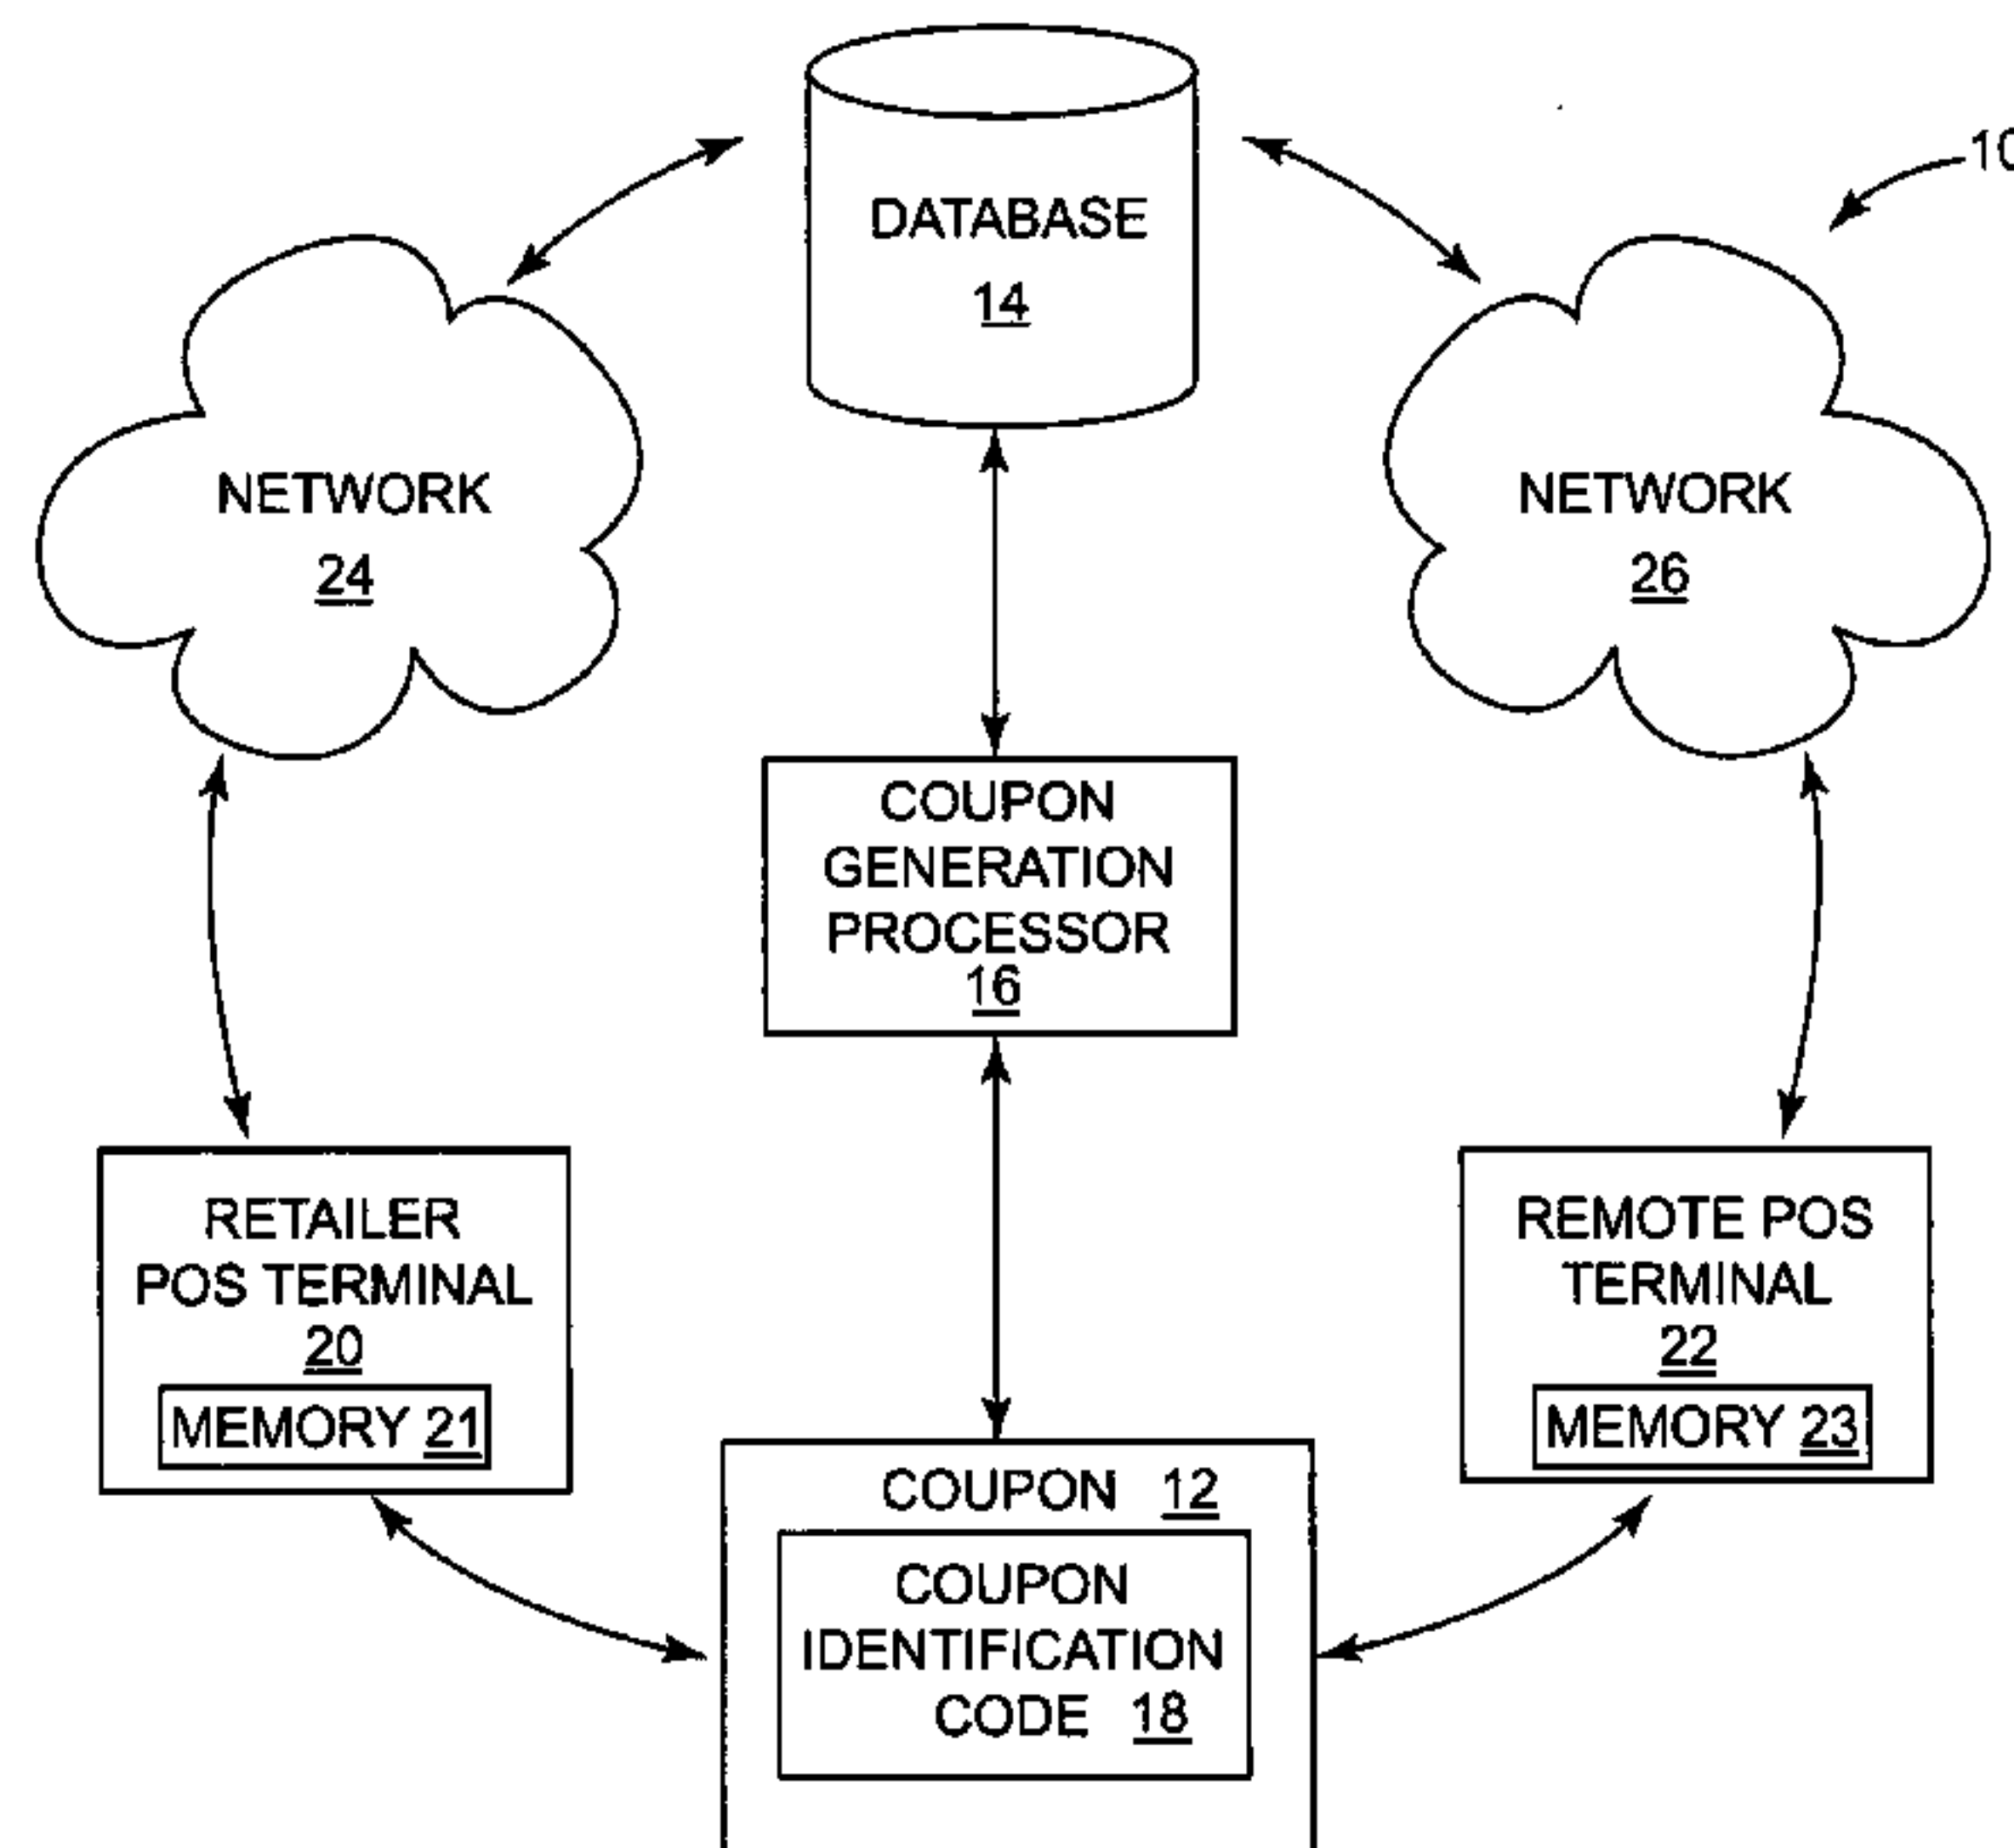 DATABASE
14
10
NETWORK
24
NETWORK
26
COUPON
GENERATION
PROCESSOR
16
RETAILER
POS TERMINAL
20
MEMORY 21
REMOTE POS
TERMINAL
22
MEMORY 23
COUPON 12
COUPON
IDENTIFICATION
CODE 18